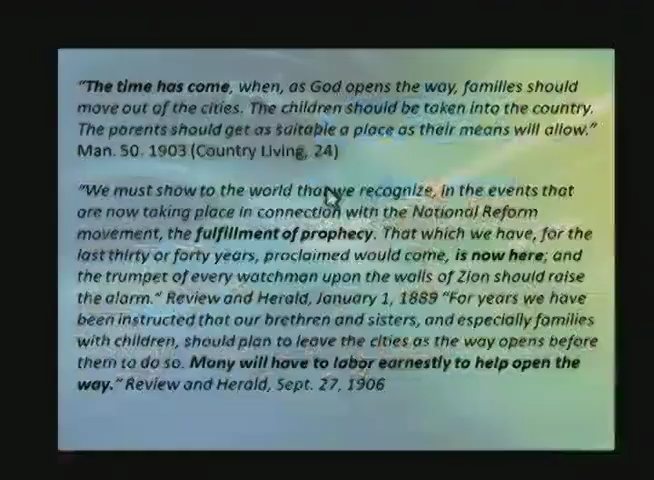 "The time has come, when, as God opens the way, families should
move out of the cities. The children should be taken into the country.
The parents should get as suitable a place as their means will allow."
Man. 50. 1903 (Country Living, 24)
"We must show to the world that we recognize, in the events that
are now taking place in connection with the National Reform
movement, the fulfillment of prophecy. That which we have, for the
last thirty or forty years, proclaimed would come, is now here; and
the trumpet of every watchman upon the walls of Zion should raise
the alarm." Review and Herald, January 1, 1889 "For years we have
been instructed that our brethren and sisters, and especially families
with children, should plan to leave the cities as the way opens before
them to do so. Many will have to labor earnestly to help open the
way." Review and Herald, Sept. 27, 1906